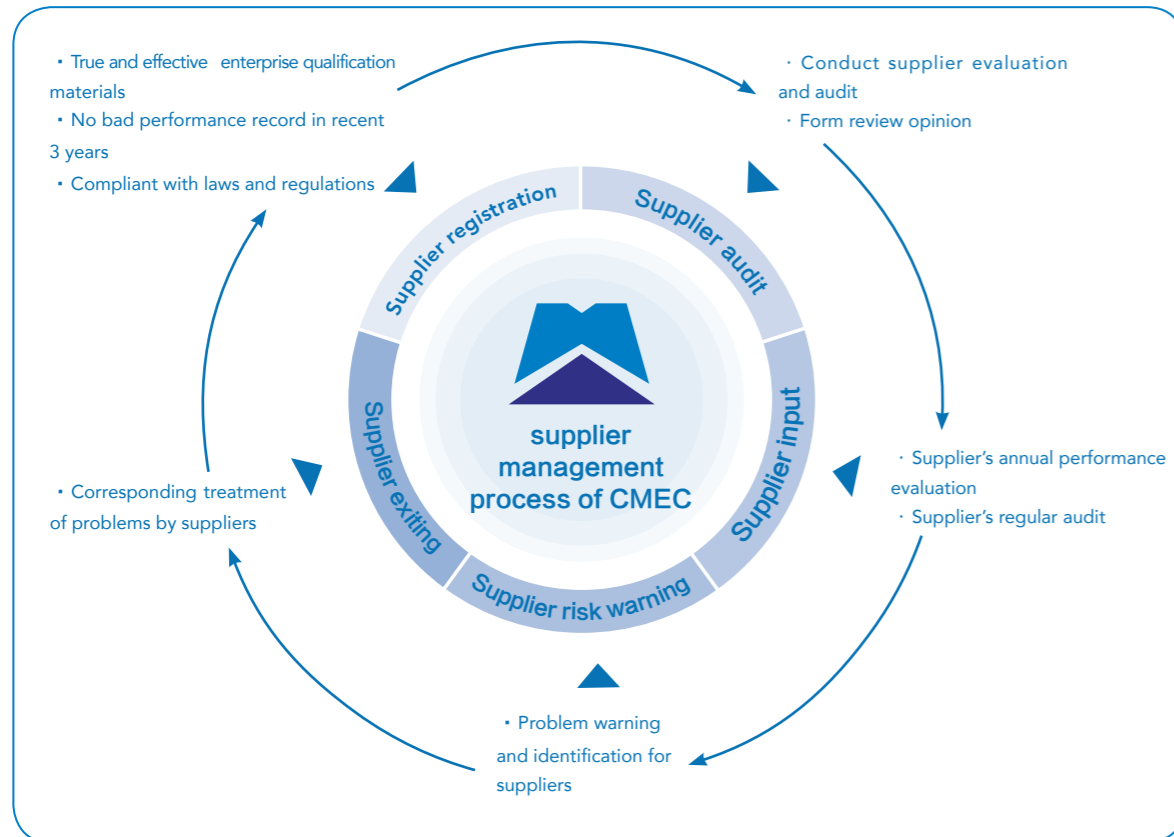 · True and effective enterprise qualification
materials
· No bad performance record in recent
3 years
· Compliant with laws and regulations
· Conduct supplier evaluation
and audit
· Form review opinion
Supplier registration
Supplier audit
Supplier input
Supplier risk warning
Supplier exiting
supplier
management
process of CMEC
· Supplier's annual performance
evaluation
· Supplier's regular audit
· Corresponding treatment
of problems by suppliers
· Problem warning
and identification for
suppliers